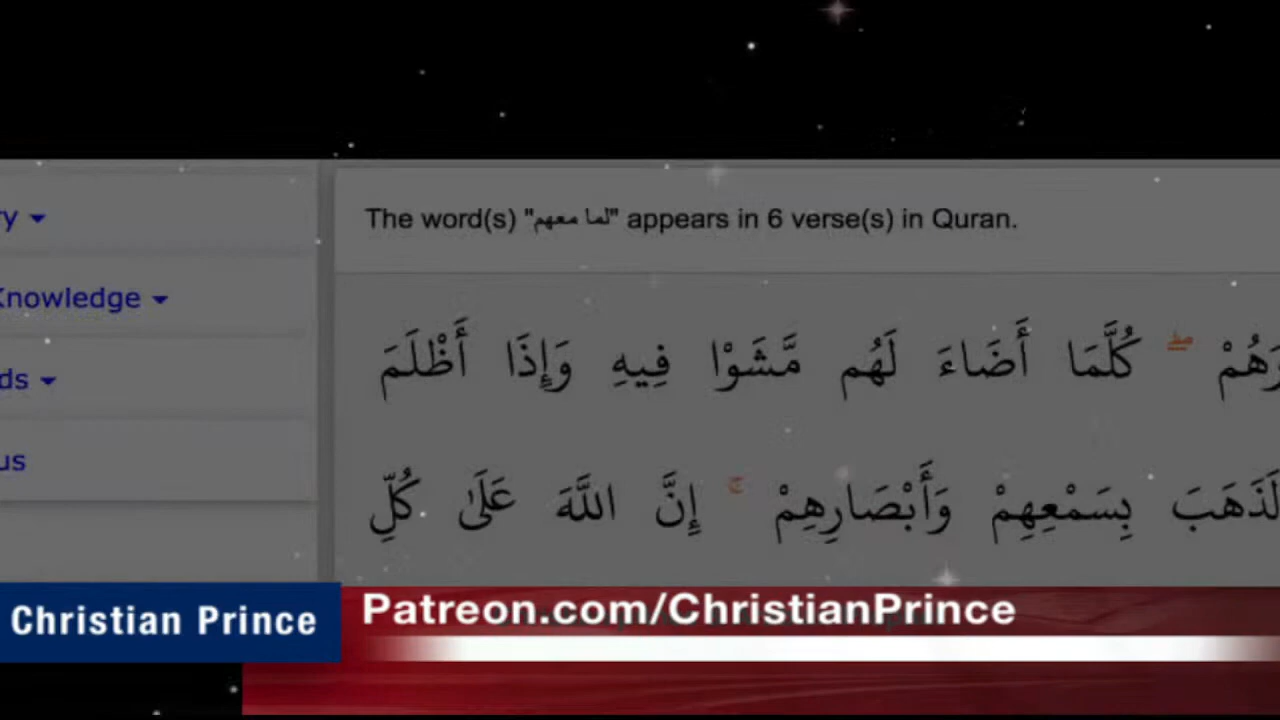 ry
Knowledge
ds
us
The word(s) "لما معهم" appears in 6 verse(s) in Quran.
وَهُمْ ۖ كُلَّمَا أَضَاءَ لَهُم مَّشَوْا فِيهِ وَإِذَا أَظْلَمَ
لَذَهَبَ بِسَمْعِهِمْ وَأَبْصَارِهِمْ ۚ إِنَّ اللَّهَ عَلَىٰ كُلِّ
Christian Prince
Patreon.com/ChristianPrince